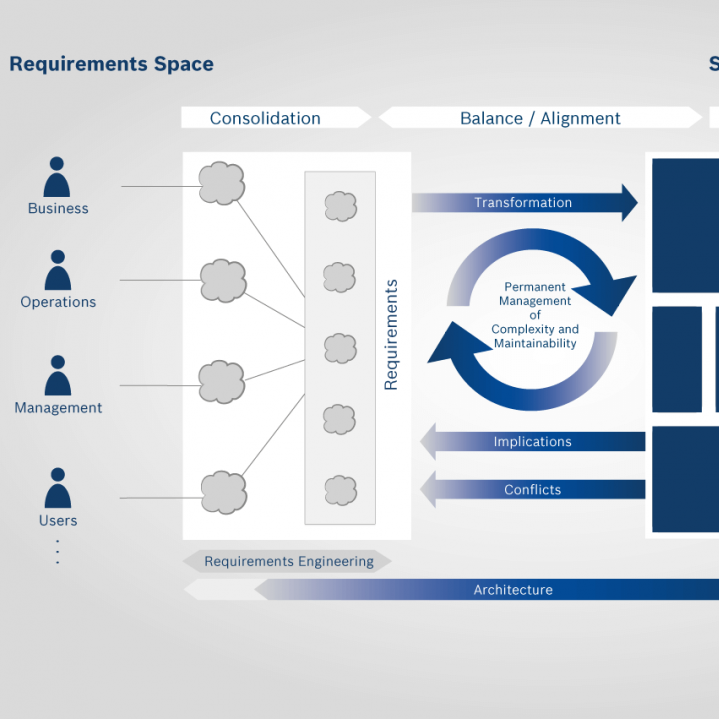 Requirements Space
S
Consolidation
Balance / Alignment
Business
Operations
Management
Users
Requirements
Transformation
Permanent
Management
of
Complexity and
Maintainability
Implications
Conflicts
Requirements Engineering
Architecture